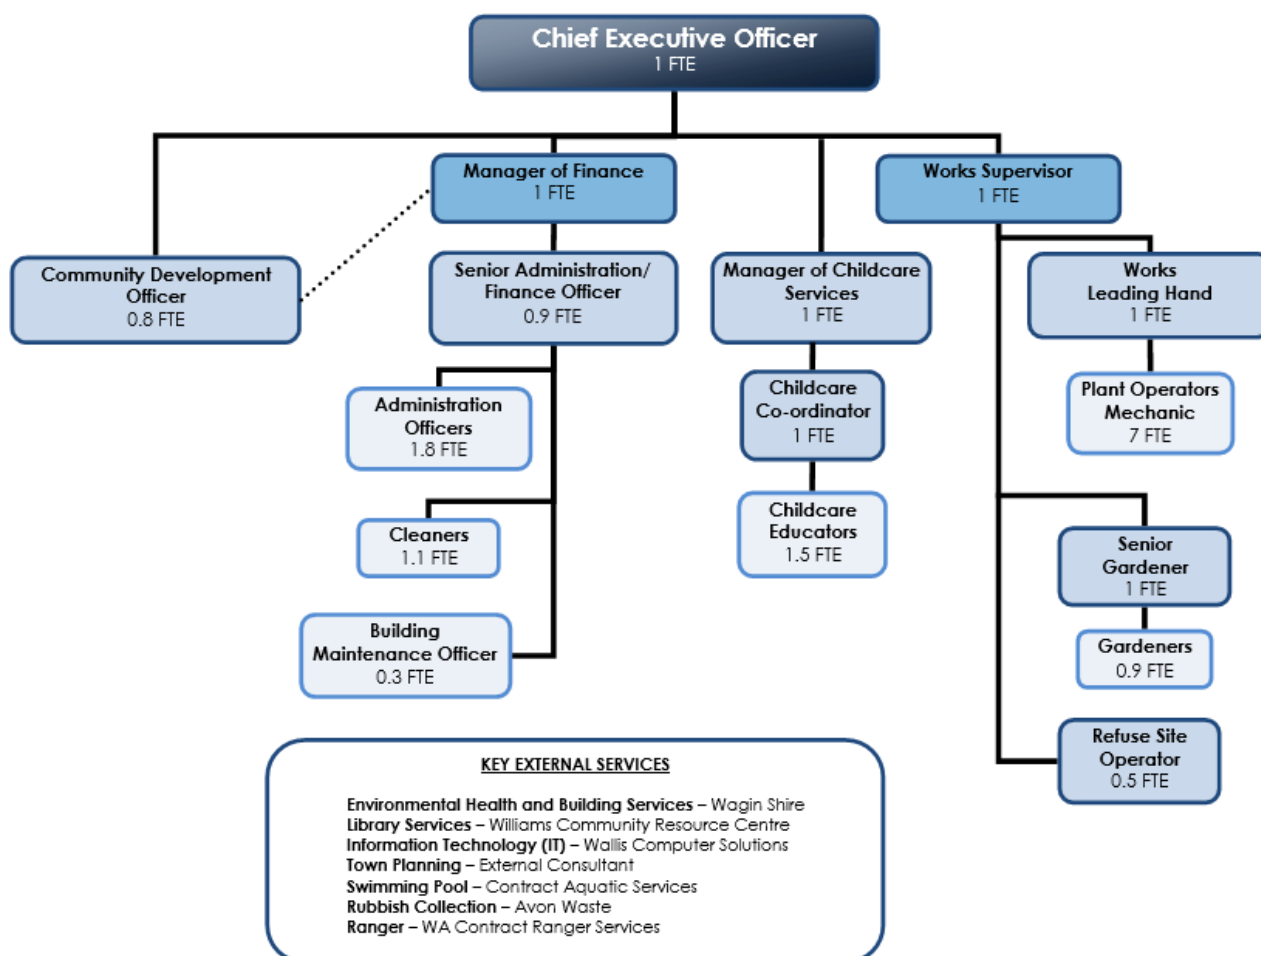 Chief Executive Officer
1 FTE
Manager of Finance
1 FTE
Works Supervisor
1 FTE
Community Development
Officer
0.8 FTE
Senior Administration/
Finance Officer
0.9 FTE
Manager of Childcare
Services
1 FTE
Works
Leading Hand
1 FTE
Administration
Officers
1.8 FTE
Childcare
Co-ordinator
1 FTE
Plant Operators
Mechanic
7 FTE
Cleaners
1.1 FTE
Childcare
Educators
1.5 FTE
Senior
Gardener
1 FTE
Building
Maintenance Officer
0.3 FTE
Gardeners
0.9 FTE
Refuse Site
Operator
0.5 FTE
KEY EXTERNAL SERVICES
Environmental Health and Building Services – Wagin Shire
Library Services – Williams Community Resource Centre
Information Technology (IT) – Wallis Computer Solutions
Town Planning – External Consultant
Swimming Pool – Contract Aquatic Services
Rubbish Collection – Avon Waste
Ranger – WA Contract Ranger Services